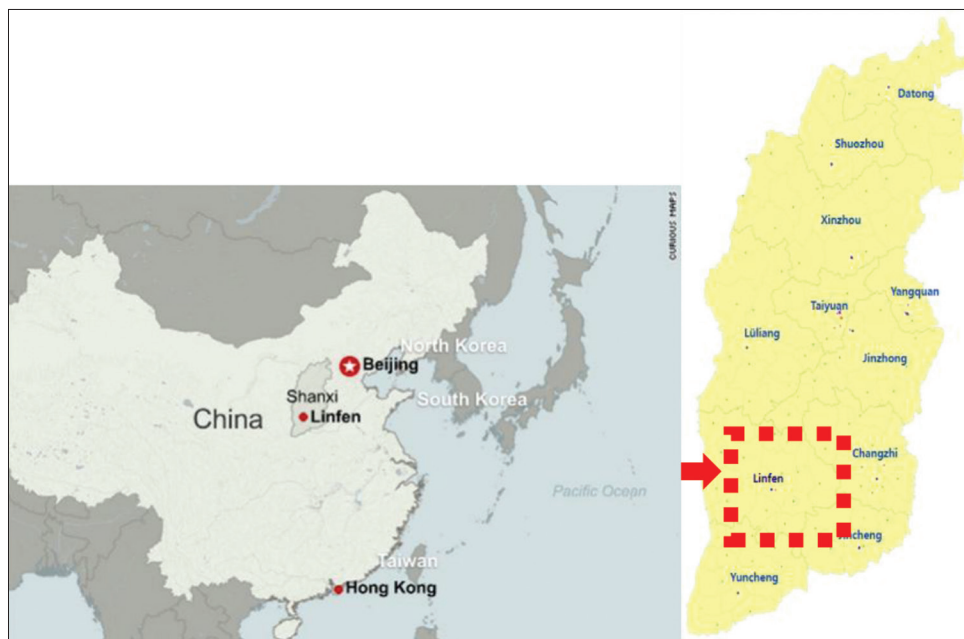 CURIOUS MAPS
North Korea
Beijing
Shanxi
South Korea
China
Linfen
Pacific Ocean
Taiwan
Hong Kong
Datong
Shuozhou
Xinzhou
Yangquan
Taiyuan
Lüliang
Jinzhong
Changzhi
Linfen
Yuncheng